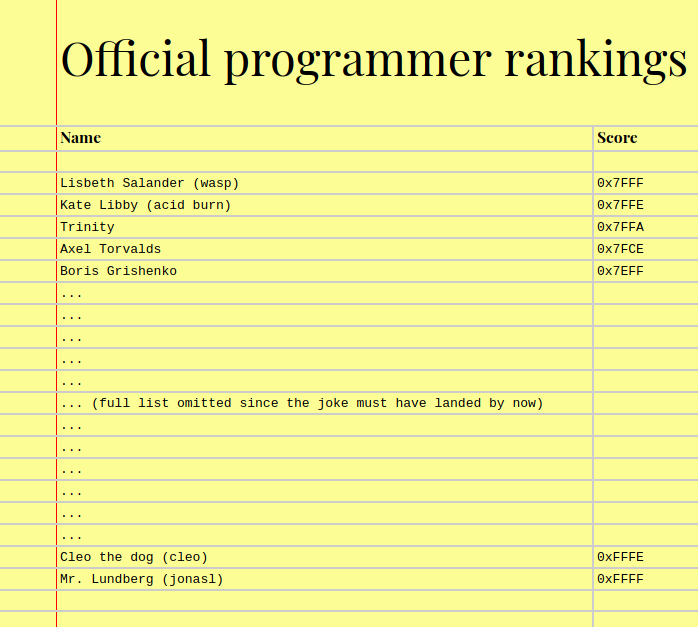 Official programmer rankings
Name Score
Lisbeth Salander (wasp) 0x7FFF
Kate Libby (acid burn) 0x7FFE
Trinity 0x7FFA
Axel Torvalds 0x7FCE
Boris Grishenko 0x7EFF
...
...
...
...
...
... (full list omitted since the joke must have landed by now)
...
...
...
...
...
...
Cleo the dog (cleo) 0xFFFE
Mr. Lundberg (jonasl) 0xFFFF